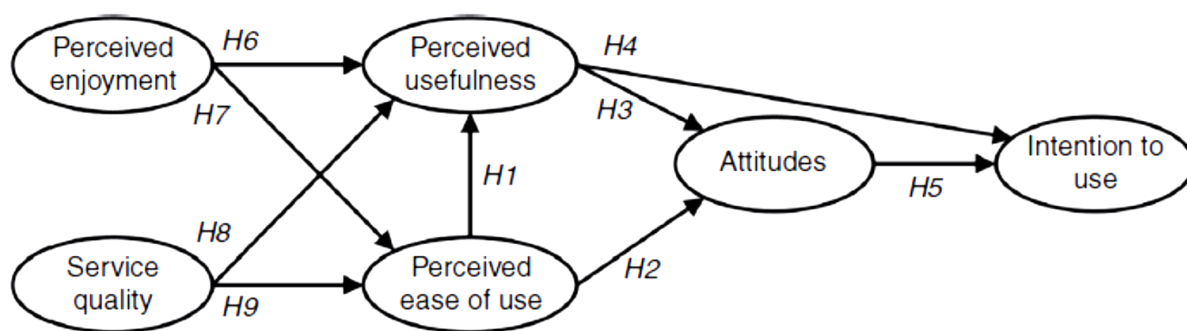 Perceived
enjoyment
H6
H7
Perceived
usefulness
H4
H3
Attitudes
H5
Intention to
use
H1
H8
H9
Service
quality
Perceived
ease of use
H2